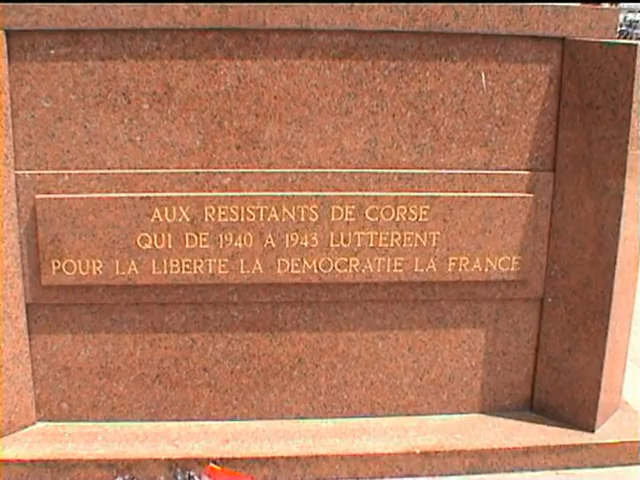 AUX RESISTANTS DE CORSE
QUI DE 1940 A 1943 LUTTERENT
POUR LA LIBERTE LA DEMOCRATIE LA FRANCE